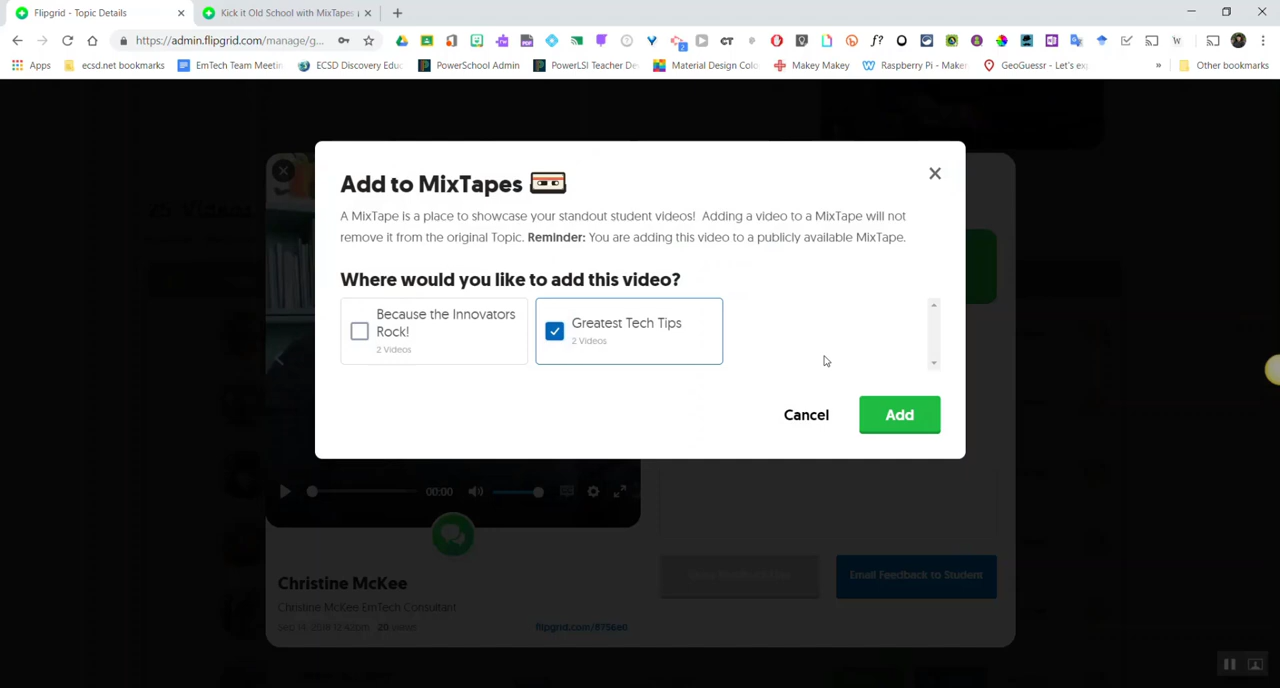 Flipgrid - Topic Details
Kick it Old School with MixTapes
https://admin.flipgrid.com/manage/g...
Apps
ecsd.net bookmarks
EmTech Team Meetin
ECSD Discovery Educ
PowerSchool Admin
PowerLSI Teacher De
Material Design Colo
Makey Makey
Raspberry Pi - Maker
GeoGuessr - Let's exp
»
Other bookmarks
Add to MixTapes
A MixTape is a place to showcase your standout student videos! Adding a video to a MixTape will not
remove it from the original Topic. Reminder: You are adding this video to a publicly available MixTape.
Where would you like to add this video?
Because the Innovators
Rock!
2 Videos
Greatest Tech Tips
2 Videos
Cancel
Add
00:00
Email Feedback to Student
Christine McKee
Christine McKee EmTech Consultant
20 views